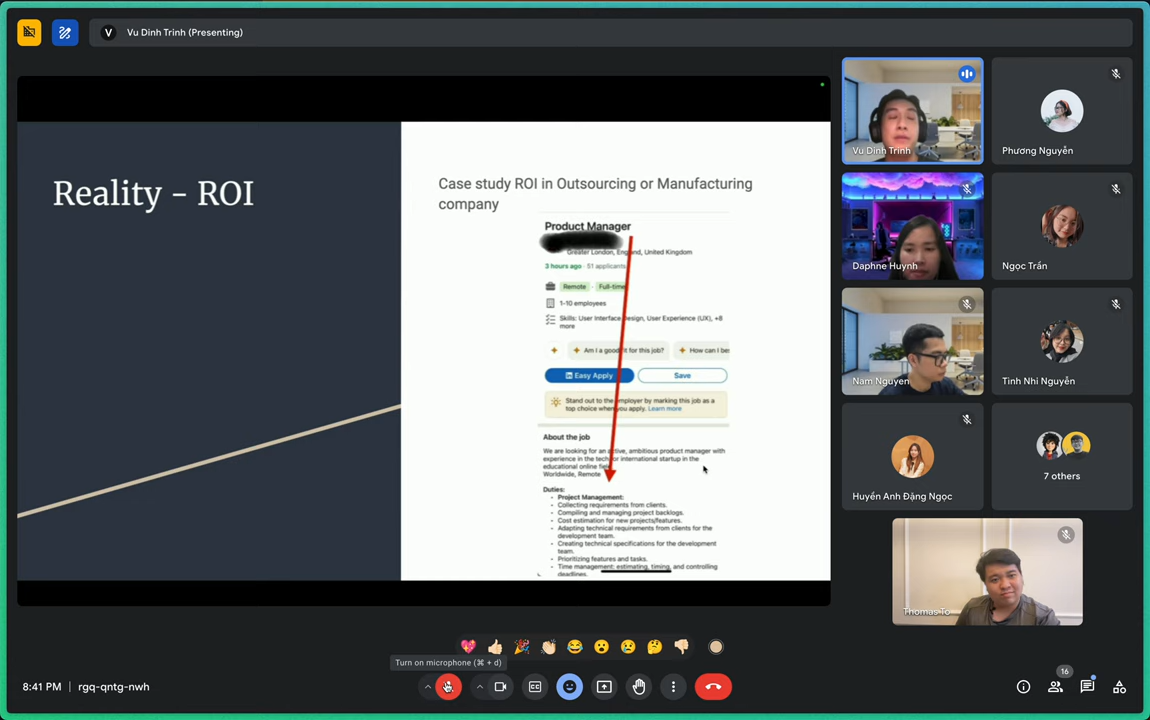 V Vu Dinh Trinh (Presenting)
Reality - ROI
Case study ROI in Outsourcing or Manufacturing
company
Product Manager
Greater London, England, United Kingdom
3 hours ago · 51 applicants
Remote · Full-time
1-10 employees
Skills: User Interface Design, User Experience (UX), +8
more
Am I a good fit for this job?
How can I bes
in Easy Apply
Save
Stand out to the employer by marking this job as a
top choice when you apply. Learn more
About the job
We are looking for an active, ambitious product manager with
experience in the tech or international startup in the
educational online field.
Worldwide, Remote
Duties:
- Project Management:
- Collecting requirements from clients.
- Compiling and managing project backlogs.
- Cost estimation for new projects/features.
- Adapting technical requirements from clients for the
development team.
- Creating technical specifications for the development
team.
- Prioritizing features and tasks.
- Time management: estimating, timing, and controlling
deadlines.
Vu Dinh Trinh
Phương Nguyễn
Daphne Huynh
Ngọc Trần
Nam Nguyen
Tinh Nhi Nguyễn
Huyền Anh Đặng Ngọc
7 others
Thomas To
Turn on microphone (⌘ + d)
8:41 PM | rgq-qntg-nwh
CC
16